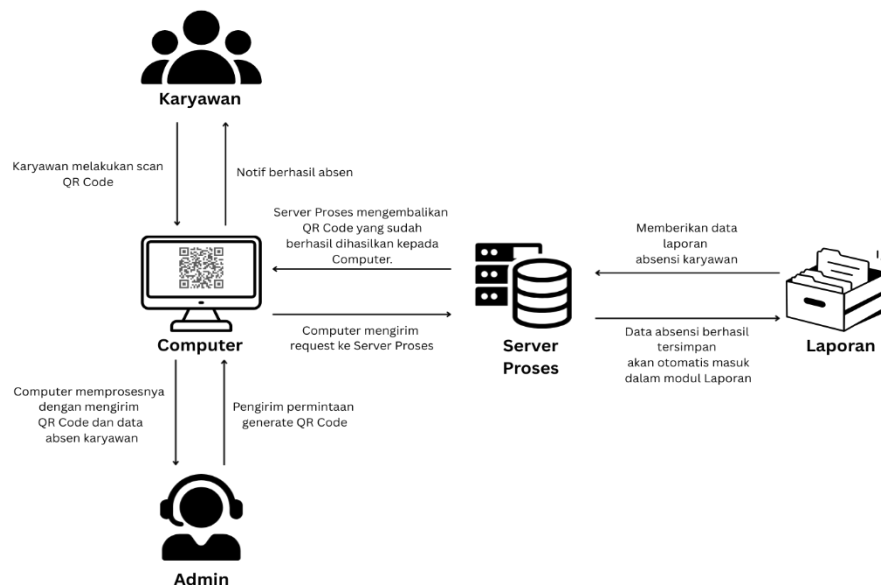 Karyawan
Karyawan melakukan scan
QR Code
Notif berhasil absen
Server Proses mengembalikan
QR Code yang sudah
berhasil dihasilkan kepada
Computer.
Memberikan data
laporan
absensi karyawan
Computer
Computer mengirim
request ke Server Proses
Server
Proses
Data absensi berhasil
tersimpan
akan otomatis masuk
dalam modul Laporan
Laporan
Computer memprosesnya
dengan mengirim
QR Code dan data
absen karyawan
Pengirim permintaan
generate QR Code
Admin